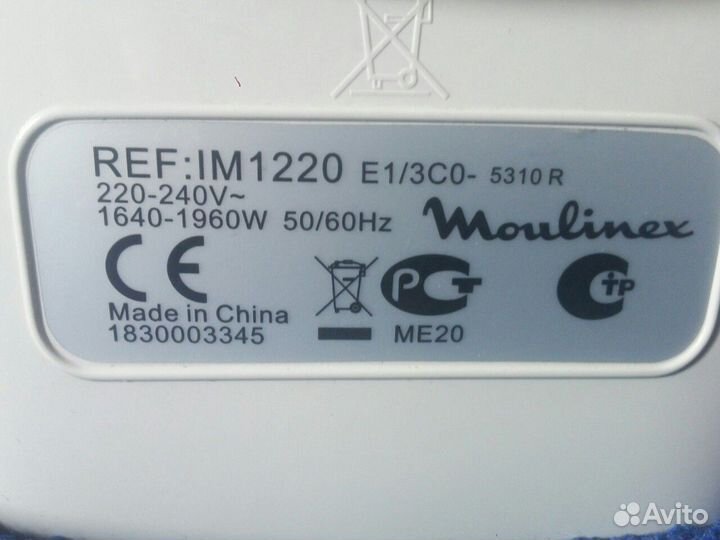 REF:IM1220 E1/3C0- 5310 R
220-240V~
1640-1960W 50/60Hz
Moulinex
CE
РСТ
Стр
Made in China
1830003345
ME20
Avito